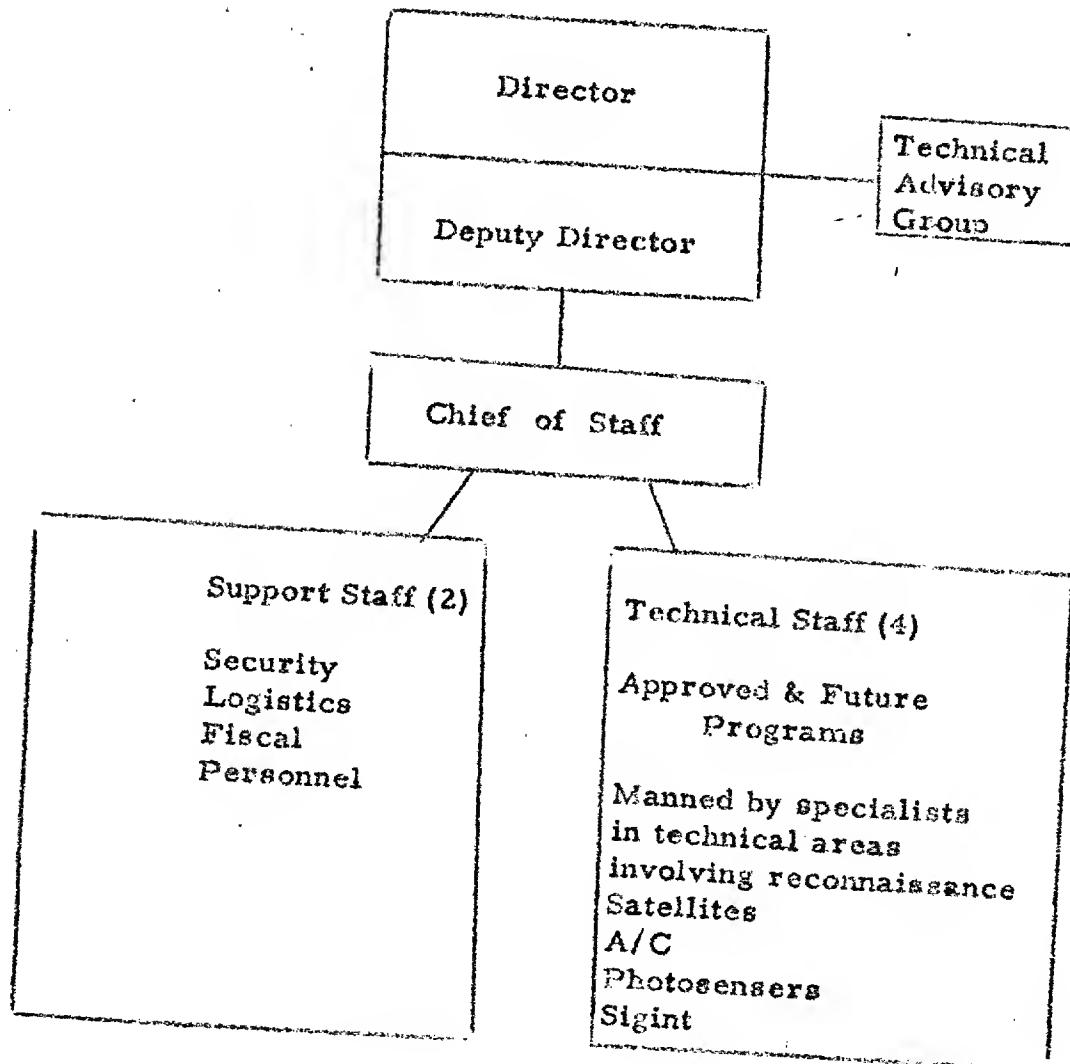 Director
Deputy Director
Technical
Advisory
Group
Chief of Staff
Support Staff (2)
Security
Logistics
Fiscal
Personnel
Technical Staff (4)
Approved & Future
Programs
Manned by specialists
in technical areas
involving reconnaissance
Satellites
A/C
Photosensers
Sigint